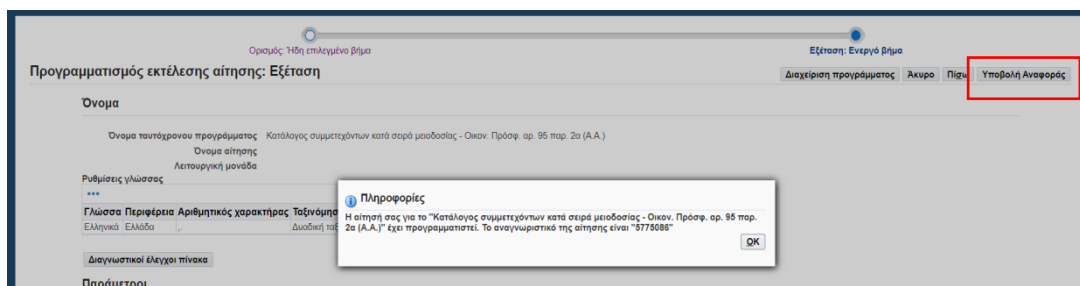 Ορισμός: Ήδη επιλεγμένο βήμα
Εξέταση: Ενεργό βήμα
Προγραμματισμός εκτέλεσης αίτησης: Εξέταση
Διαχείριση προγράμματος Άκυρο Πίσω Υποβολή Αναφοράς
Όνομα
Όνομα ταυτόχρονου προγράμματος Κατάλογος συμμετεχόντων κατά σειρά μειοδοσίας - Οικον. Πρόσφ. αρ. 95 παρ. 2α (Α.Α.)
Όνομα αίτησης
Λειτουργική μονάδα
Ρυθμίσεις γλώσσας
***
Γλώσσα Περιφέρεια Αριθμητικός χαρακτήρας
Ελληνικά Ελλάδα ,.
Πληροφορίες
Η αίτησή σας για το "Κατάλογος συμμετεχόντων κατά σειρά μειοδοσίας - Οικον. Πρόσφ. αρ. 95 παρ.
2α (Α.Α.)" έχει προγραμματιστεί. Το αναγνωριστικό της αίτησης είναι "5775086"
OK
Διαγνωστικοί έλεγχοι πίνακα
Παράμετροι